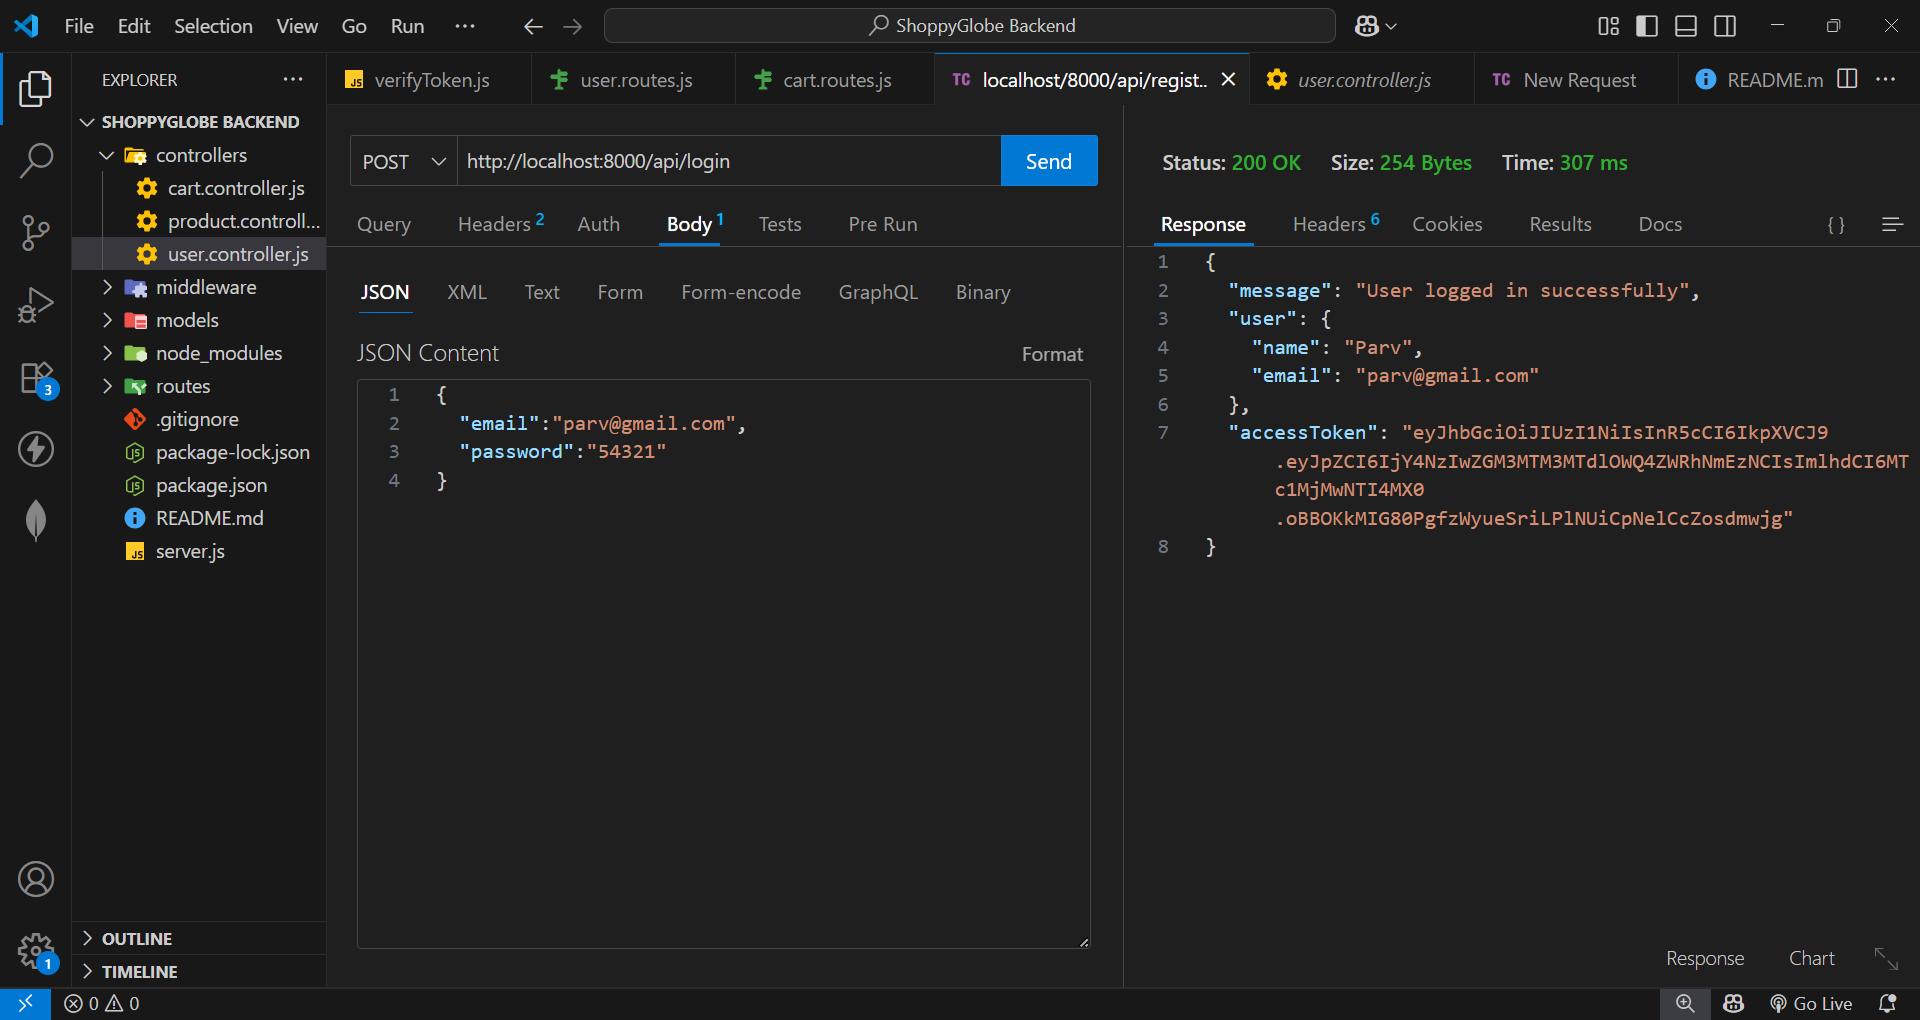 File Edit Selection View Go Run ...
ShoppyGlobe Backend
EXPLORER ...
verifyToken.js
user.routes.js
cart.routes.js
TC localhost/8000/api/regist..
user.controller.js
TC New Request
README.m
SHOPPYGLOBE BACKEND
controllers
cart.controller.js
product.controll...
user.controller.js
middleware
models
node_modules
routes
.gitignore
package-lock.json
package.json
README.md
JS server.js
3
1
OUTLINE
TIMELINE
POST http://localhost:8000/api/login Send
Query Headers 2 Auth Body 1 Tests Pre Run
JSON XML Text Form Form-encode GraphQL Binary
JSON Content Format
1 {
2 "email":"parv@gmail.com",
3 "password":"54321"
4 }
Status: 200 OK Size: 254 Bytes Time: 307 ms
Response Headers 6 Cookies Results Docs { }
1 {
2 "message": "User logged in successfully",
3 "user": {
4 "name": "Parv",
5 "email": "parv@gmail.com"
6 },
7 "accessToken": "eyJhbGciOiJIUzI1NiIsInR5cCI6IkpXVCJ9
.eyJpZCI6IjY4NzIwZGM3MTM3MTdlOWQ4ZWRhNmEzNCIsImlhdCI6MT
c1MjMwNTI4MX0
.oBBOKkMIG80PgfzWyueSriLPlNUiCpNelCcZosdmwjg"
8 }
Response Chart
0 0
Go Live